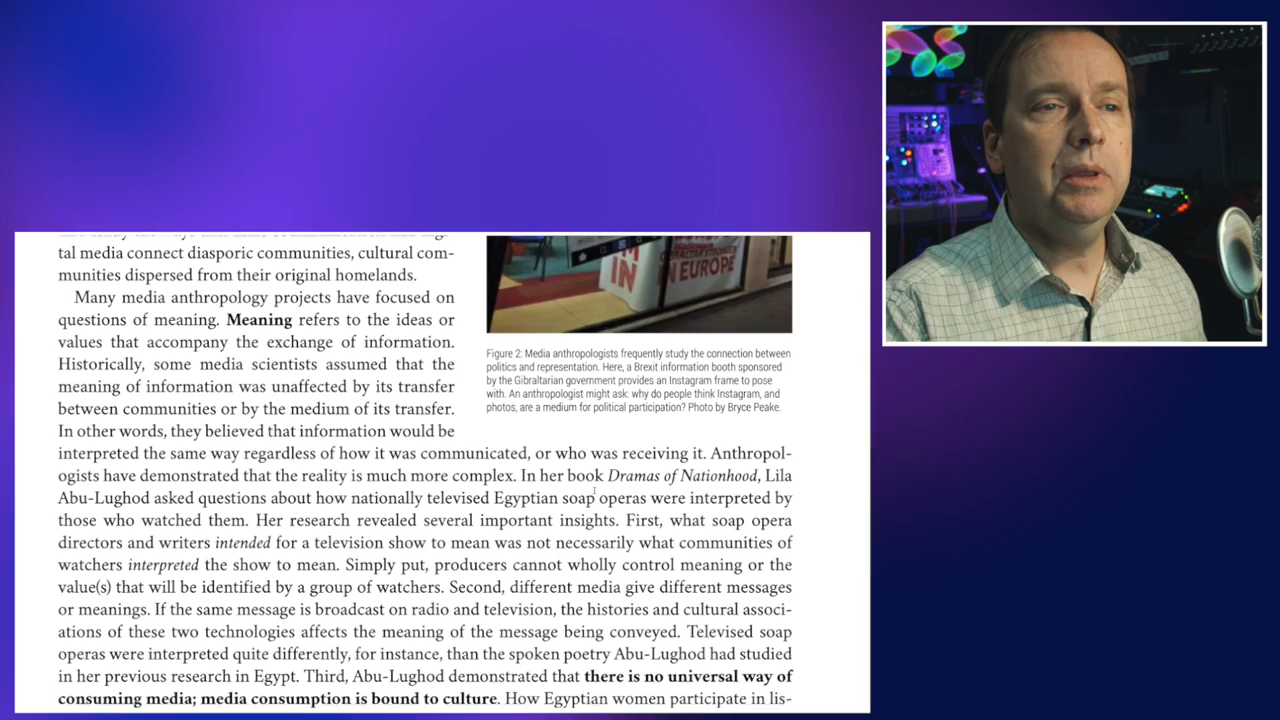 tal media connect diasporic communities, cultural com-
munities dispersed from their original homelands.
Many media anthropology projects have focused on
questions of meaning. Meaning refers to the ideas or
values that accompany the exchange of information.
Historically, some media scientists assumed that the
meaning of information was unaffected by its transfer
between communities or by the medium of its transfer.
In other words, they believed that information would be
interpreted the same way regardless of how it was communicated, or who was receiving it. Anthropol-
ogists have demonstrated that the reality is much more complex. In her book Dramas of Nationhood, Lila
Abu-Lughod asked questions about how nationally televised Egyptian soap operas were interpreted by
those who watched them. Her research revealed several important insights. First, what soap opera
directors and writers intended for a television show to mean was not necessarily what communities of
watchers interpreted the show to mean. Simply put, producers cannot wholly control meaning or the
value(s) that will be identified by a group of watchers. Second, different media give different messages
or meanings. If the same message is broadcast on radio and television, the histories and cultural associ-
ations of these two technologies affects the meaning of the message being conveyed. Televised soap
operas were interpreted quite differently, for instance, than the spoken poetry Abu-Lughod had studied
in her previous research in Egypt. Third, Abu-Lughod demonstrated that there is no universal way of
consuming media; media consumption is bound to culture. How Egyptian women participate in lis-
IN
IN EUROPE
Figure 2: Media anthropologists frequently study the connection between
politics and representation. Here, a Brexit information booth sponsored
by the Gibraltarian government provides an Instagram frame to pose
with. An anthropologist might ask: why do people think Instagram, and
photos, are a medium for political participation? Photo by Bryce Peake.